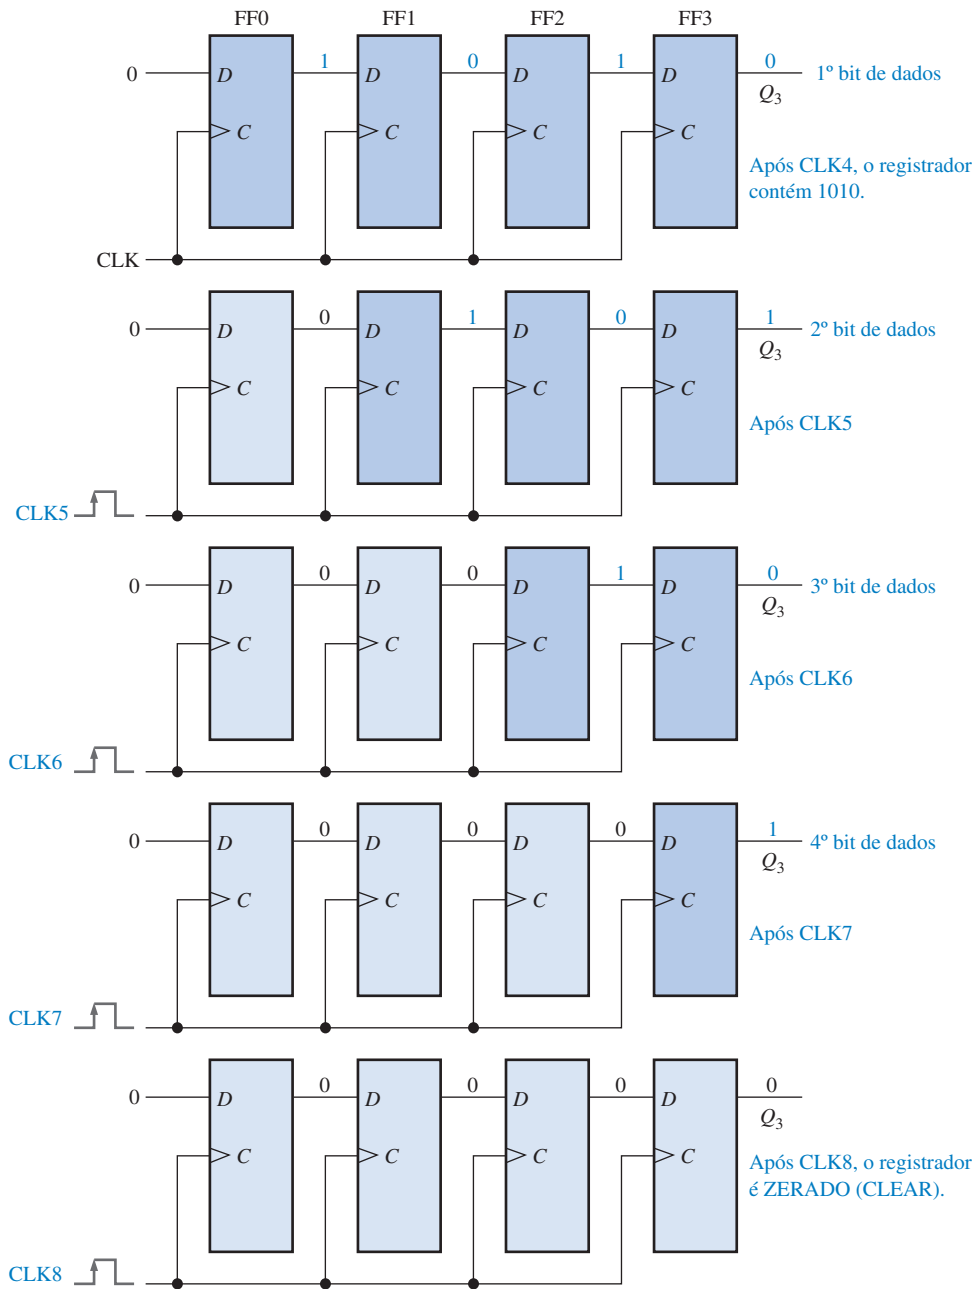 FF0 FF1 FF2 FF3
0 D 1 D 0 D 1 D 0 1º bit de dados
Q3
C C C C
Após CLK4, o registrador
contém 1010.
CLK
0 D 0 D 1 D 0 D 1 2º bit de dados
Q3
C C C C
Após CLK5
CLK5
0 D 0 D 0 D 1 D 0 3º bit de dados
Q3
C C C C
Após CLK6
CLK6
0 D 0 D 0 D 0 D 1 4º bit de dados
Q3
C C C C
Após CLK7
CLK7
0 D 0 D 0 D 0 D 0
Q3
C C C C
Após CLK8, o registrador
é ZERADO (CLEAR).
CLK8